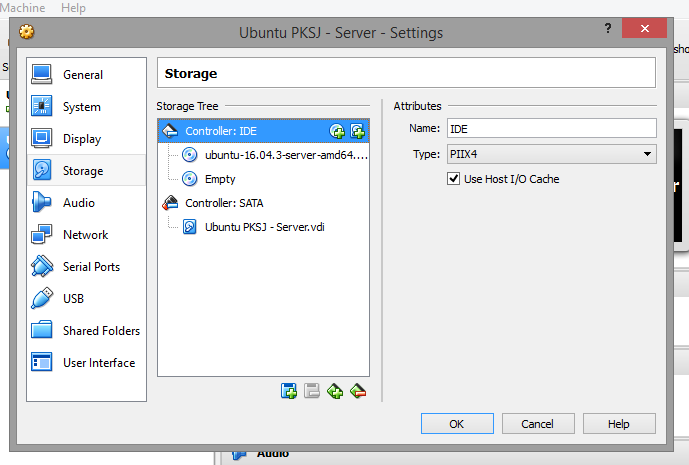 Machine Help
Ubuntu PKSJ - Server - Settings
?
x
General
System
Display
Storage
Audio
Network
Serial Ports
USB
Shared Folders
User Interface
Storage
Storage Tree
Controller: IDE
ubuntu-16.04.3-server-amd64....
Empty
Controller: SATA
Ubuntu PKSJ - Server.vdi
Attributes
Name: IDE
Type: PIIX4
Use Host I/O Cache
OK Cancel Help
Audio